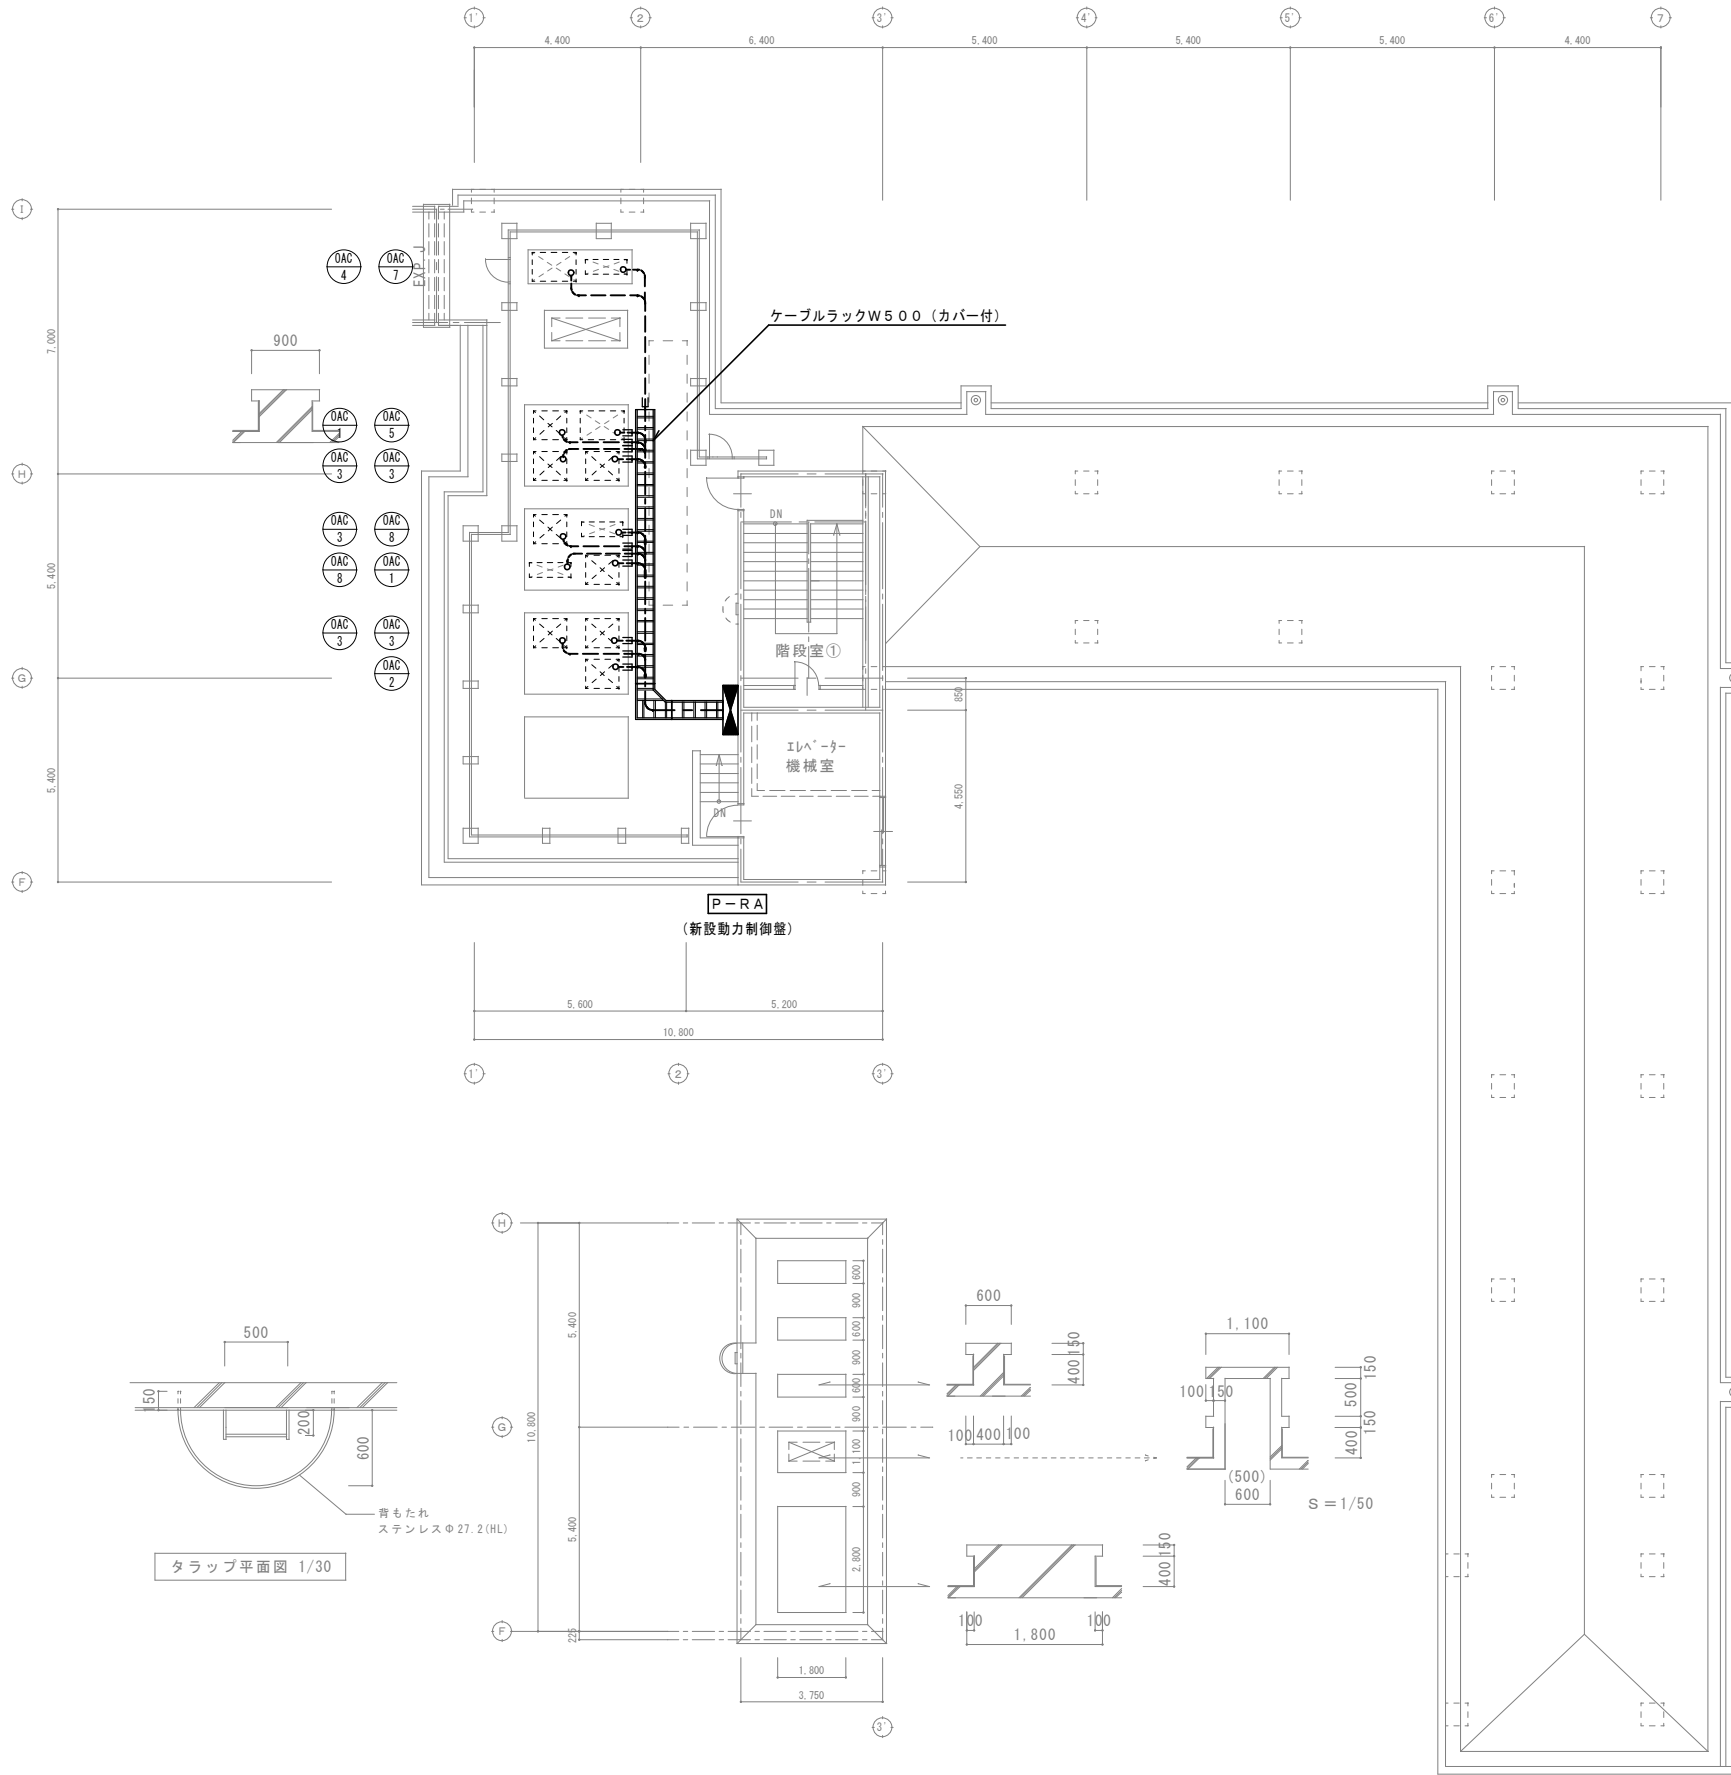 1' 2 3' 4' 5' 6' 7
4,400 6,400 5,400 5,400 5,400 4,400
I
OAC 4 OAC 7
EXP.J
ケーブルラックW500（カバー付）
7,000
900
OAC 1 OAC 5
OAC 3 OAC 3
H
DN
OAC 3 OAC 8
OAC 8 OAC 1
5,400
OAC 3 OAC 3
階段室①
OAC 2
G
850
エレベーター
機械室
5,400
4,550
DN
F
P－RA
(新設動力制御盤)
5,600 5,200
10,800
1' 2 3'
H
600
900
600
900
600
900
1,100
900
2,800
5,400
10,800
5,400
225
G
F
1,800
3,750
3'
600
150
400
100 400 100
1,100
100 150
150
500
150
400
(500)
600
S＝1/50
150
400
100 100
1,800
500
150
200
600
背もたれ
ステンレスΦ27.2(HL)
タラップ平面図 1/30